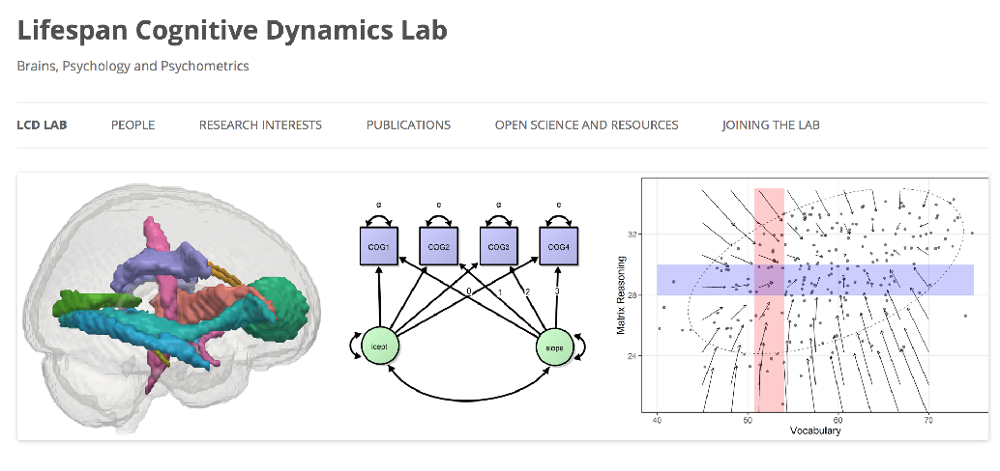 Lifespan Cognitive Dynamics Lab
Brains, Psychology and Psychometrics
LCD LAB PEOPLE RESEARCH INTERESTS PUBLICATIONS OPEN SCIENCE AND RESOURCES JOINING THE LAB
e e e e
COG1 COG2 COG3 COG4
0 1 2 3
icept slope
Matrix Reasoning
32
28
24
40 50 60 70
Vocabulary